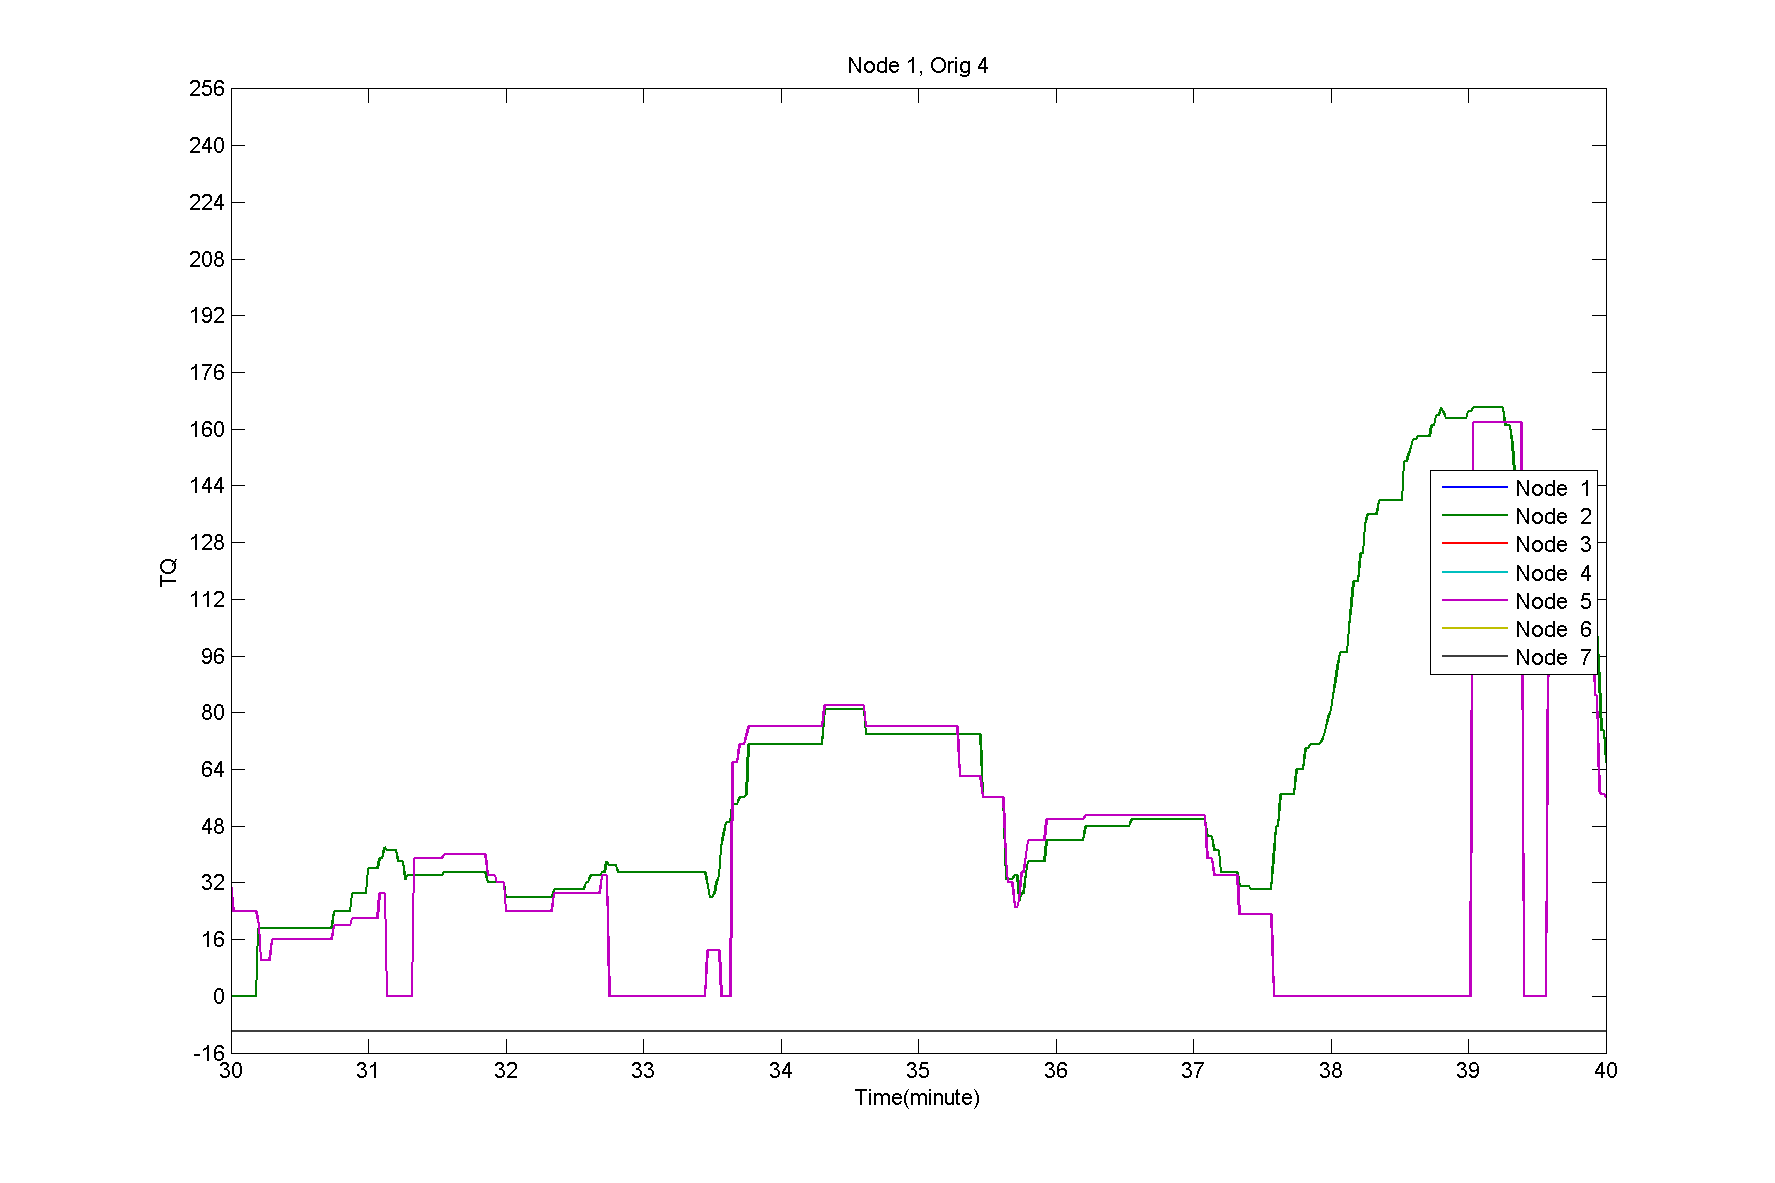 Node 1, Orig 4
256
240
224
208
192
176
160
144
128
112
96
80
64
48
32
16
0
-16
TQ
30 31 32 33 34 35 36 37 38 39 40
Time(minute)
Node 1
Node 2
Node 3
Node 4
Node 5
Node 6
Node 7